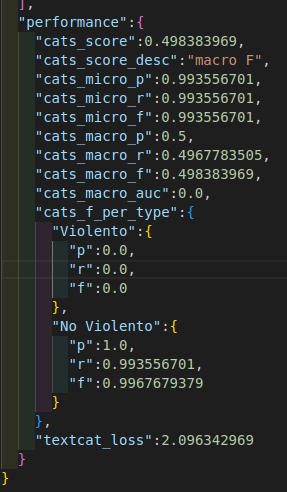 ],
"performance":{
"cats_score":0.498383969,
"cats_score_desc":"macro F",
"cats_micro_p":0.993556701,
"cats_micro_r":0.993556701,
"cats_micro_f":0.993556701,
"cats_macro_p":0.5,
"cats_macro_r":0.4967783505,
"cats_macro_f":0.498383969,
"cats_macro_auc":0.0,
"cats_f_per_type":{
"Violento":{
"p":0.0,
"r":0.0,
"f":0.0
},
"No Violento":{
"p":1.0,
"r":0.993556701,
"f":0.9967679379
}
},
"textcat_loss":2.096342969
}
}